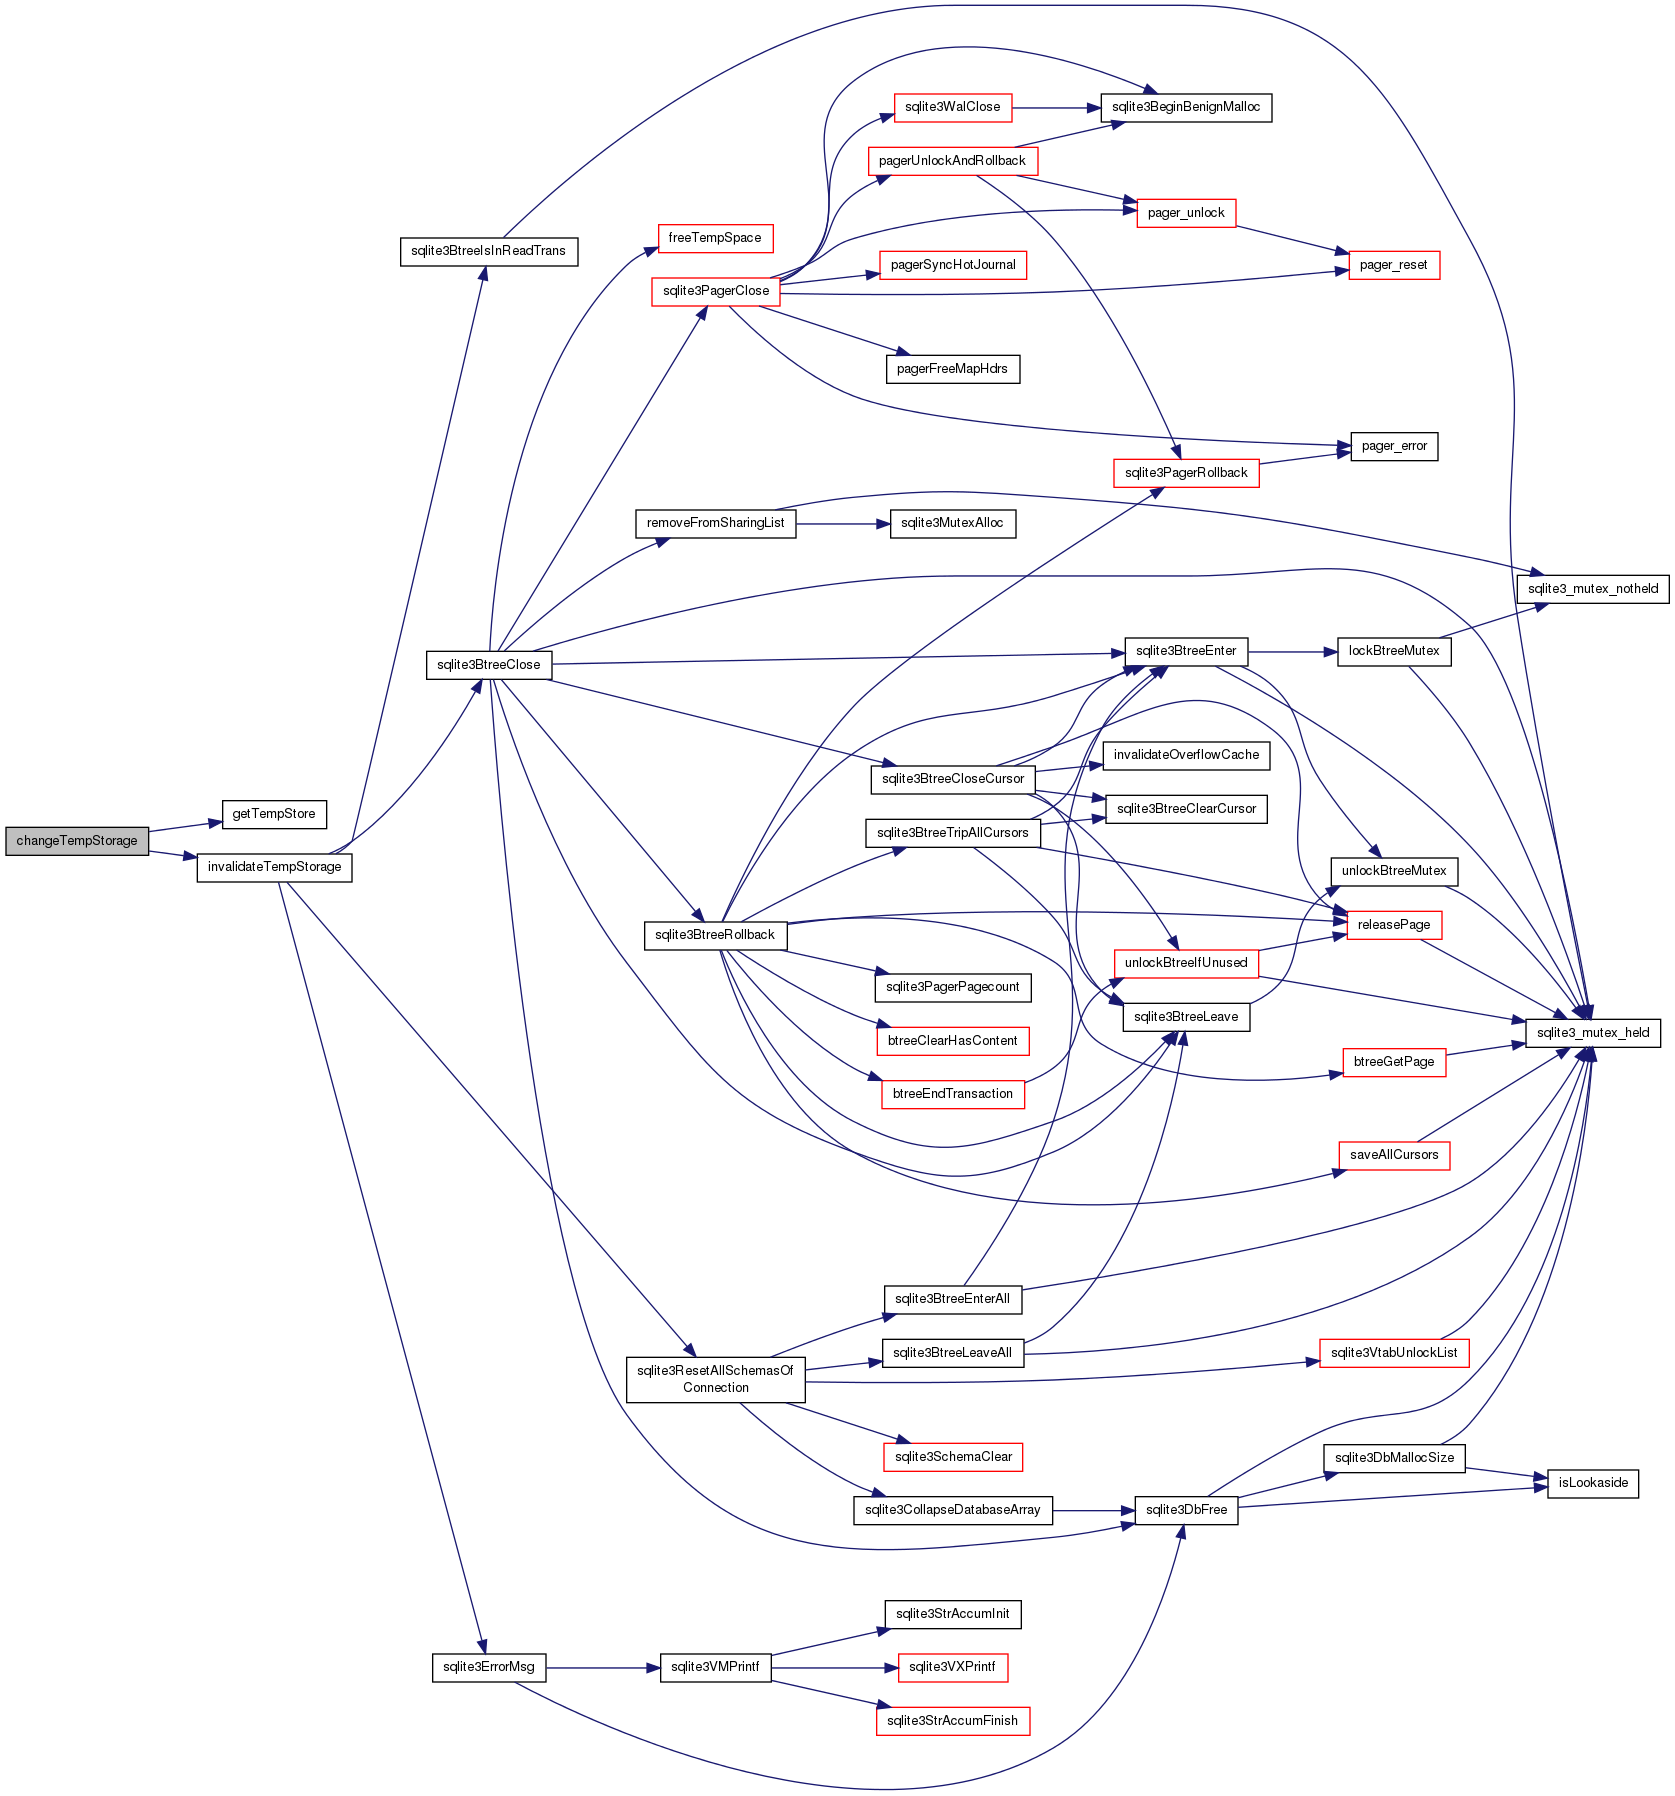 sqlite3WalClose
sqlite3BeginBenignMalloc
pagerUnlockAndRollback
pager_unlock
freeTempSpace
sqlite3BtreeIsInReadTrans
pagerSyncHotJournal
pager_reset
sqlite3PagerClose
pagerFreeMapHdrs
pager_error
sqlite3PagerRollback
removeFromSharingList
sqlite3MutexAlloc
sqlite3_mutex_notheld
sqlite3BtreeClose
sqlite3BtreeEnter
lockBtreeMutex
invalidateOverflowCache
sqlite3BtreeCloseCursor
sqlite3BtreeClearCursor
getTempStore
changeTempStorage
sqlite3BtreeTripAllCursors
invalidateTempStorage
unlockBtreeMutex
releasePage
sqlite3BtreeRollback
unlockBtreeIfUnused
sqlite3PagerPagecount
sqlite3BtreeLeave
sqlite3_mutex_held
btreeClearHasContent
btreeGetPage
btreeEndTransaction
saveAllCursors
sqlite3BtreeEnterAll
sqlite3BtreeLeaveAll
sqlite3VtabUnlockList
sqlite3ResetAllSchemasOf
Connection
sqlite3SchemaClear
sqlite3DbMallocSize
isLookaside
sqlite3CollapseDatabaseArray
sqlite3DbFree
sqlite3StrAccumInit
sqlite3ErrorMsg
sqlite3VMPrintf
sqlite3VXPrintf
sqlite3StrAccumFinish